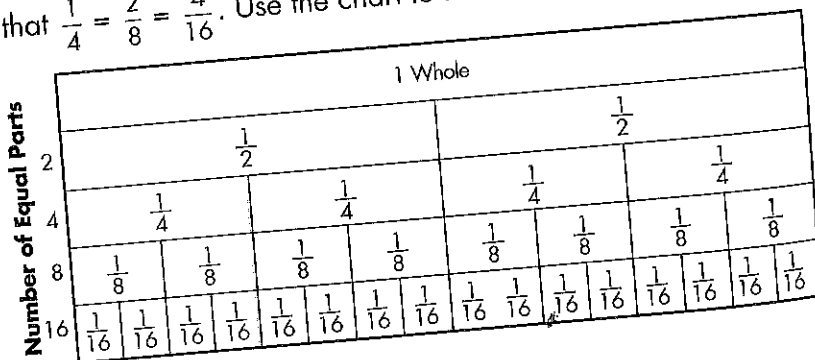 that 1/4 = 2/8 = 4/16. Use the chart to
1 Whole
Number of Equal Parts
2 1/2 1/2
4 1/4 1/4 1/4 1/4
8 1/8 1/8 1/8 1/8 1/8 1/8 1/8 1/8
16 1/16 1/16 1/16 1/16 1/16 1/16 1/16 1/16 1/16 1/16 1/16 1/16 1/16 1/16 1/16 1/16